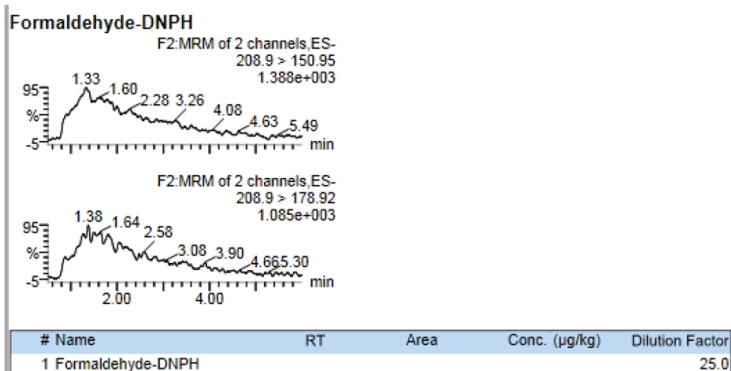 Formaldehyde-DNPH
F2:MRM of 2 channels,ES-
208.9 > 150.95
1.388e+003
1.33
1.60
2.28
3.26
4.08
4.63
5.49
95
%
-5
min
F2:MRM of 2 channels,ES-
208.9 > 178.92
1.085e+003
1.38
1.64
2.58
3.08
3.90
4.66
5.30
95
%
-5
min
2.00 4.00
# Name RT Area Conc. (µg/kg) Dilution Factor
1 Formaldehyde-DNPH 25.0